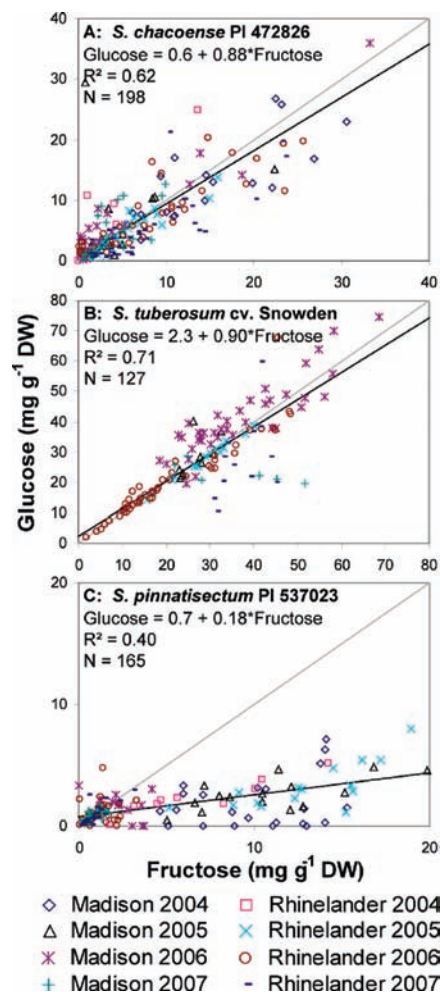 A: S. chacoense PI 472826
Glucose = 0.6 + 0.88*Fructose
R² = 0.62
N = 198
40
30
20
10
0
0 10 20 30 40
B: S. tuberosum cv. Snowden
Glucose = 2.3 + 0.90*Fructose
R² = 0.71
N = 127
80
70
60
50
40
30
20
10
0
0 10 20 30 40 50 60 70 80
Glucose (mg g⁻¹ DW)
C: S. pinnatisectum PI 537023
Glucose = 0.7 + 0.18*Fructose
R² = 0.40
N = 165
20
10
0
0 10 20
Fructose (mg g⁻¹ DW)
Madison 2004 Rhinelander 2004
Madison 2005 Rhinelander 2005
Madison 2006 Rhinelander 2006
Madison 2007 Rhinelander 2007